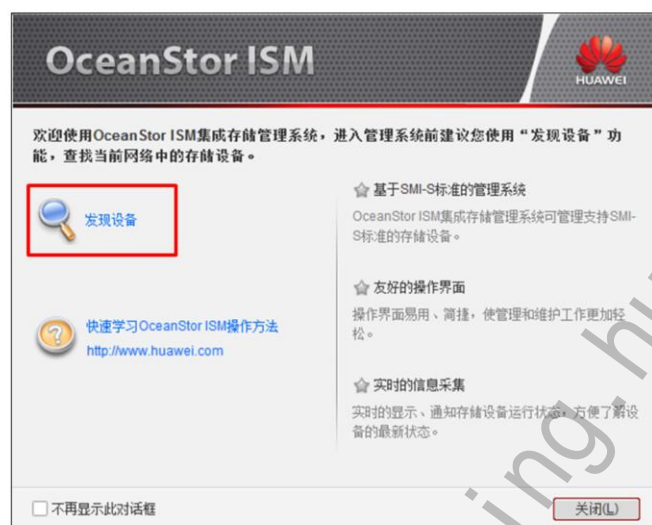 OceanStor ISM
HUAWEI
欢迎使用OceanStor ISM集成存储管理系统，进入管理系统前建议您使用“发现设备”功
能，查找当前网络中的存储设备。
发现设备
快速学习OceanStor ISM操作方法
http://www.huawei.com
基于SMI-S标准的管理系统
OceanStor ISM集成存储管理系统可管理支持SMI-
S标准的存储设备。
友好的操作界面
操作界面易用、简捷，使管理和维护工作更加轻
松。
实时的信息采集
实时的显示、通知存储设备运行状态，方便了解设
备的最新状态。
不再显示此对话框
关闭(L)
ing.hu